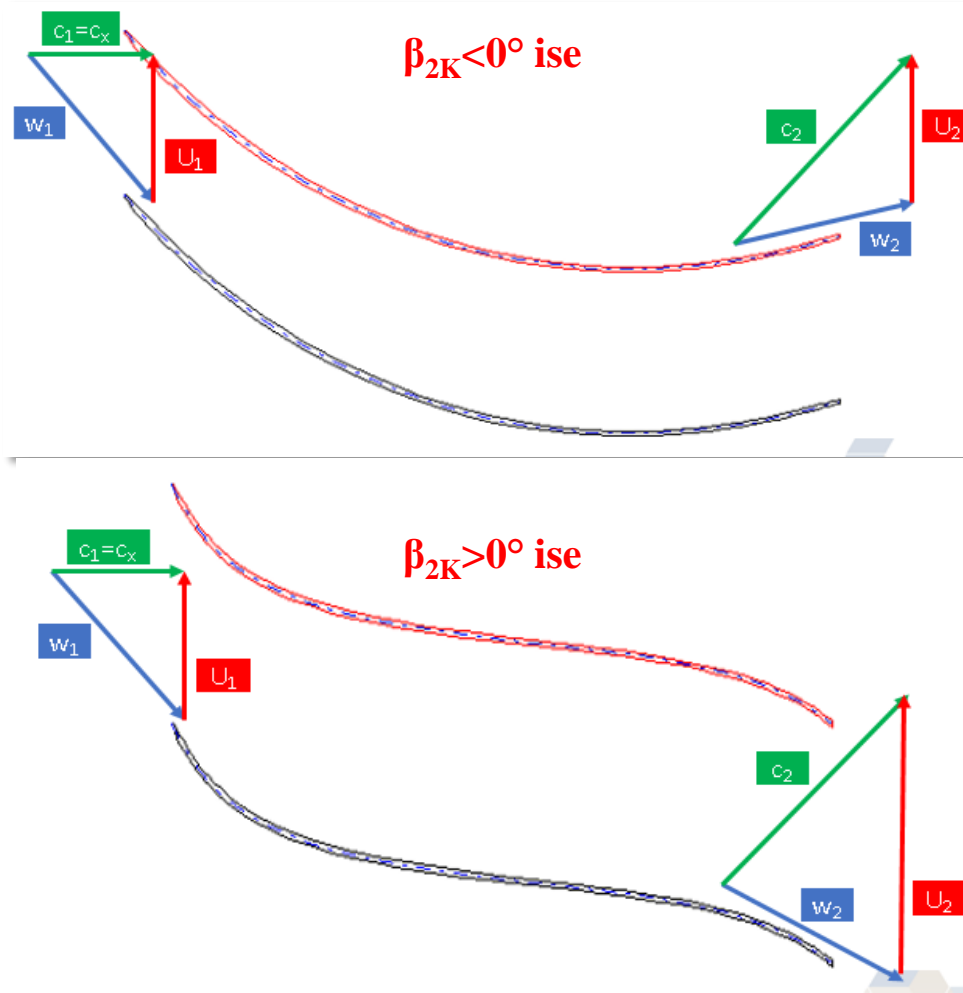 c₁=cₓ
β₂K<0° ise
w₁
U₁
c₂
U₂
w₂
c₁=cₓ
β₂K>0° ise
w₁
U₁
c₂
w₂
U₂